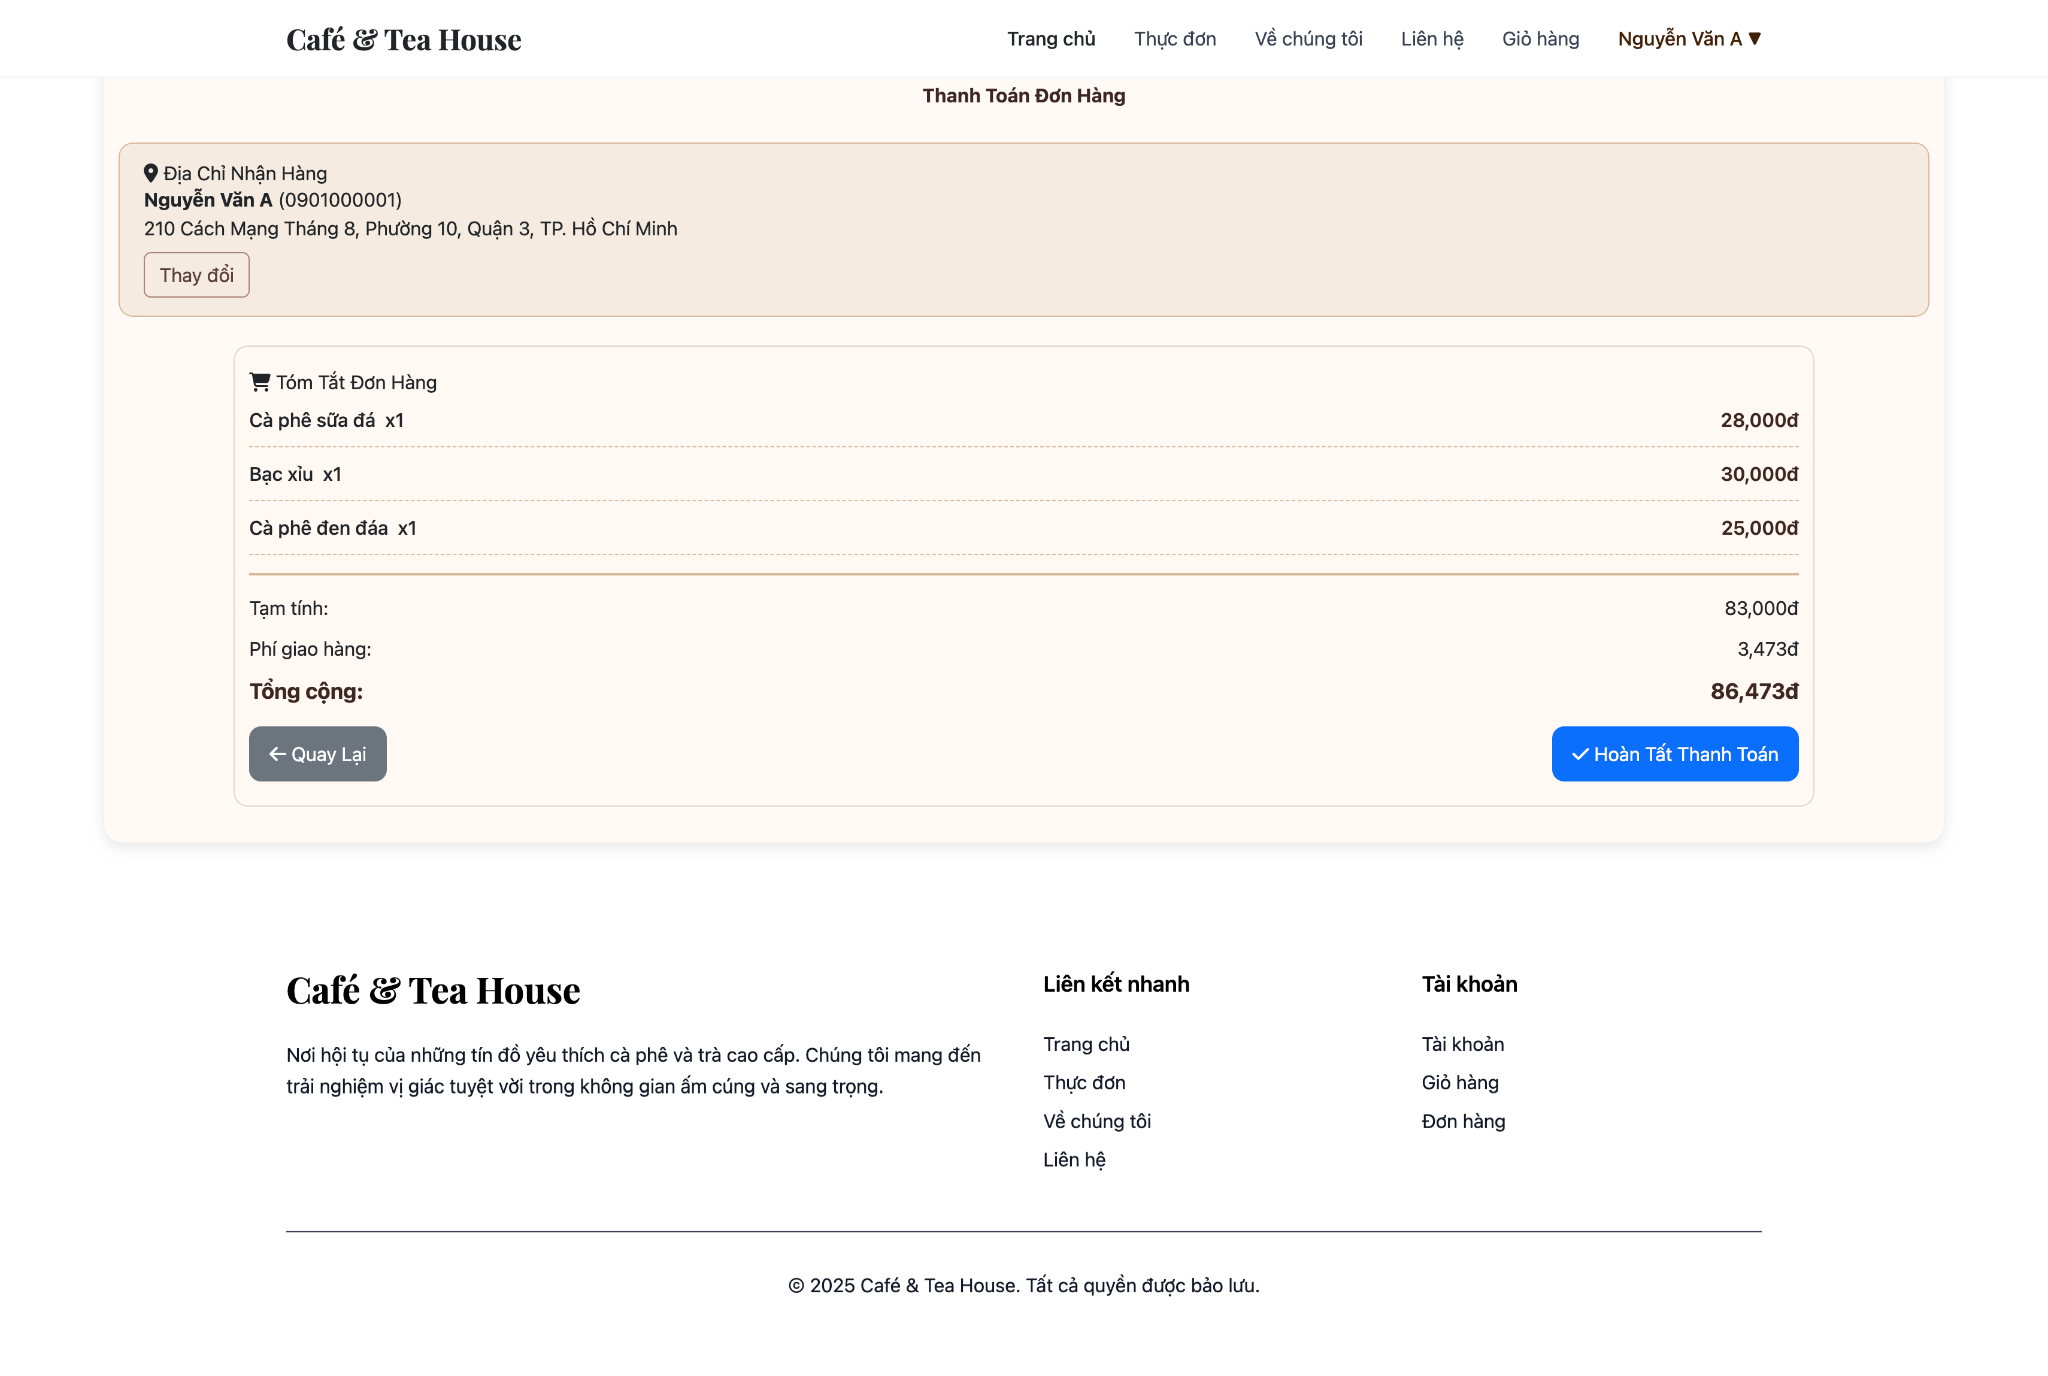 Café & Tea House
Trang chủ
Thực đơn
Về chúng tôi
Liên hệ
Giỏ hàng
Nguyễn Văn A ▼
Thanh Toán Đơn Hàng
Địa Chỉ Nhận Hàng
Nguyễn Văn A (0901000001)
210 Cách Mạng Tháng 8, Phường 10, Quận 3, TP. Hồ Chí Minh
Thay đổi
Tóm Tắt Đơn Hàng
Cà phê sữa đá x1 28,000đ
Bạc xỉu x1 30,000đ
Cà phê đen đáa x1 25,000đ
Tạm tính: 83,000đ
Phí giao hàng: 3,473đ
Tổng cộng: 86,473đ
← Quay Lại
✓ Hoàn Tất Thanh Toán
Café & Tea House
Nơi hội tụ của những tín đồ yêu thích cà phê và trà cao cấp. Chúng tôi mang đến
trải nghiệm vị giác tuyệt vời trong không gian ấm cúng và sang trọng.
Liên kết nhanh
Trang chủ
Thực đơn
Về chúng tôi
Liên hệ
Tài khoản
Tài khoản
Giỏ hàng
Đơn hàng
© 2025 Café & Tea House. Tất cả quyền được bảo lưu.